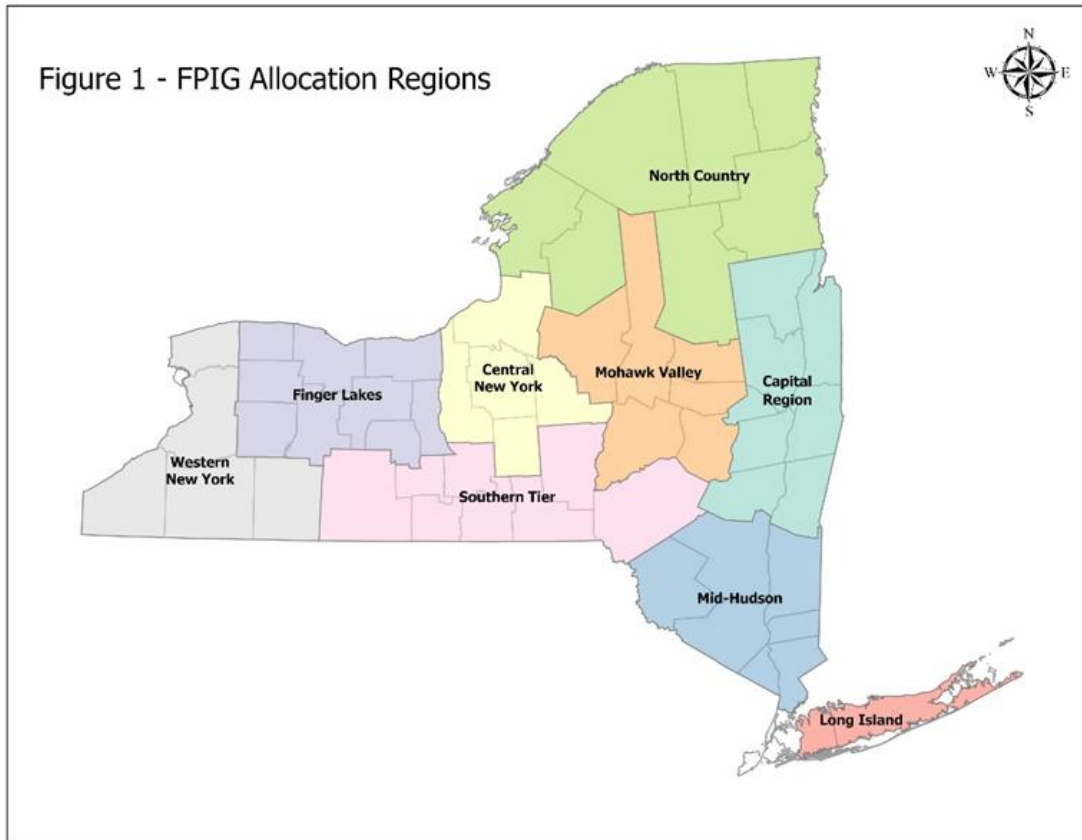 Figure 1 - FPIG Allocation Regions
N
W
E
S
North Country
Central
New York
Mohawk Valley
Capital
Region
Finger Lakes
Western
New York
Southern Tier
Mid-Hudson
Long Island